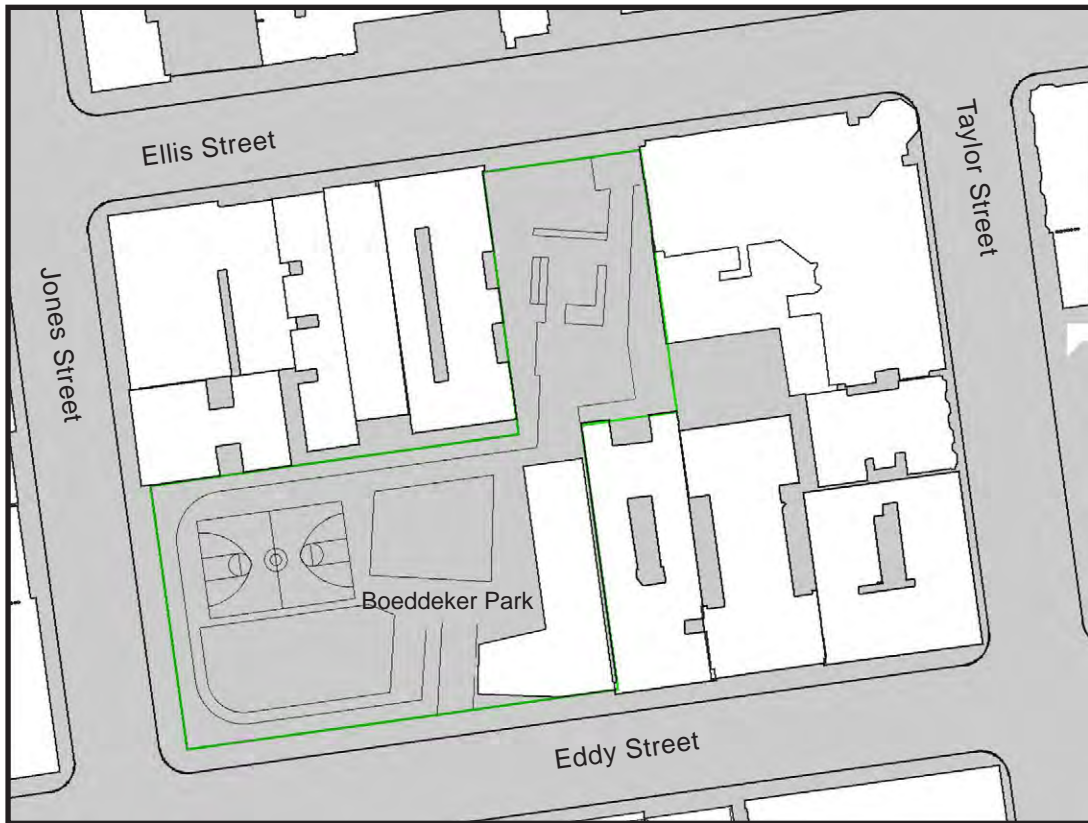 Ellis Street
Taylor Street
Jones Street
Boeddeker Park
Eddy Street